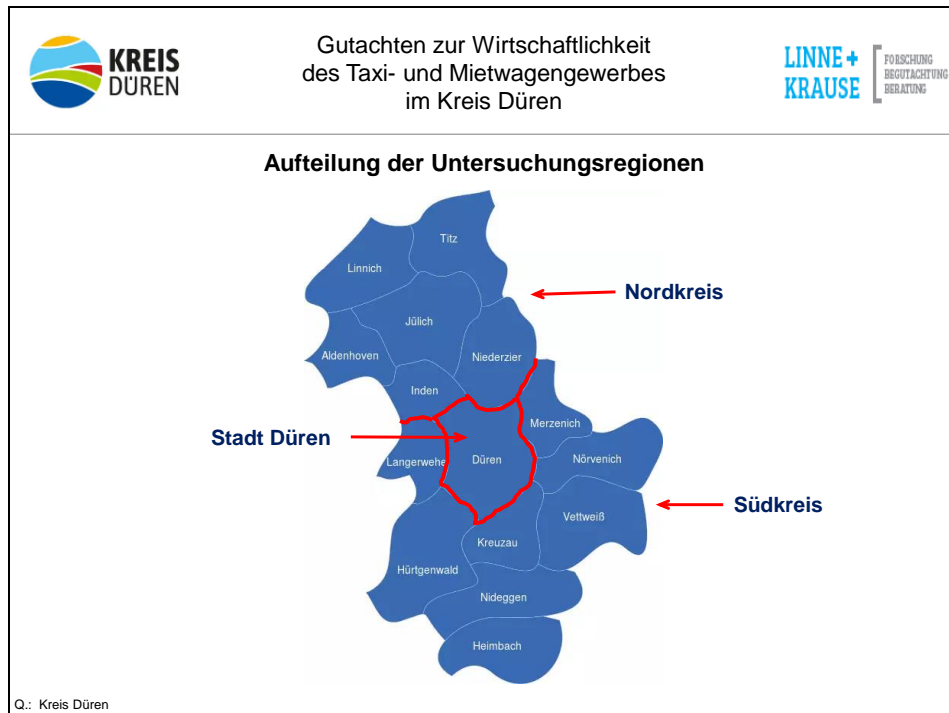 KREIS
DÜREN
Gutachten zur Wirtschaftlichkeit
des Taxi- und Mietwagengewerbes
im Kreis Düren
LINNE+
KRAUSE
FORSCHUNG
BEGUTACHTUNG
BERATUNG
Aufteilung der Untersuchungsregionen
Titz
Linnich
Nordkreis
Jülich
Aldenhoven
Niederzier
Inden
Merzenich
Stadt Düren
Langerwehe
Düren
Nörvenich
Südkreis
Vettweiß
Kreuzau
Hürtgenwald
Nideggen
Heimbach
Q.: Kreis Düren